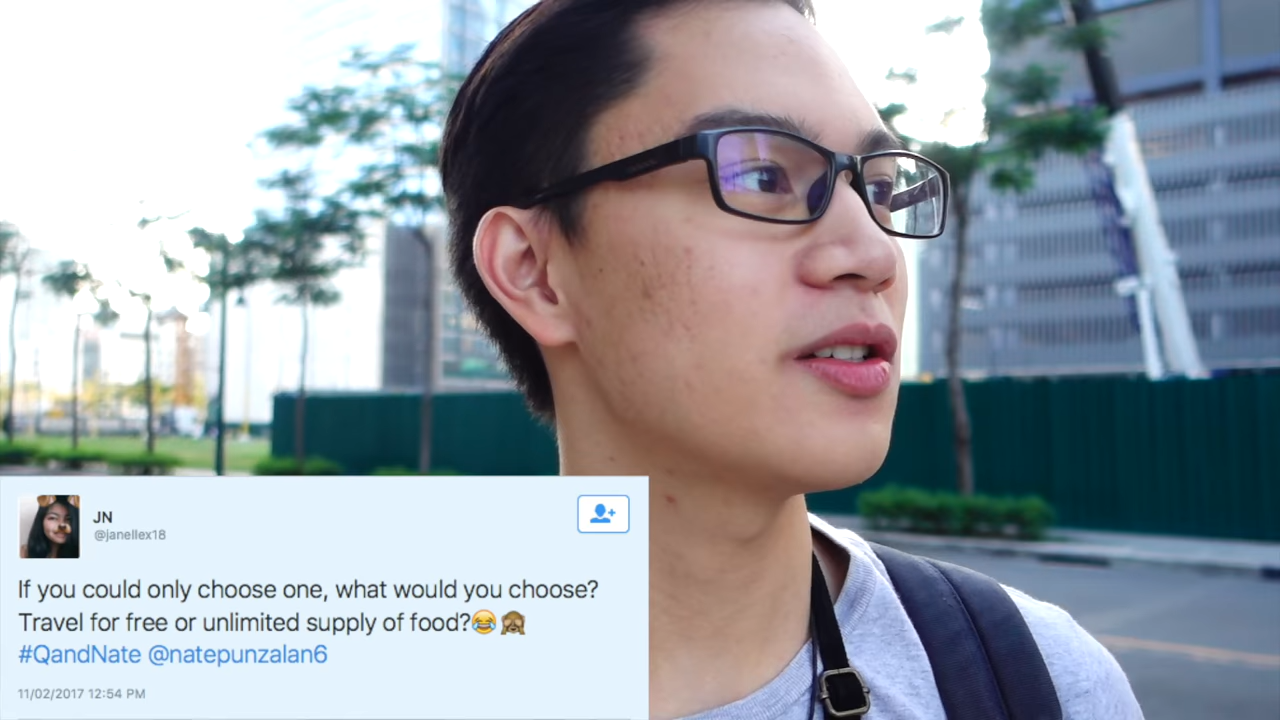 JN
@janellex18
If you could only choose one, what would you choose?
Travel for free or unlimited supply of food?😂🙈
#QandNate @natepunzalan6
11/02/2017 12:54 PM